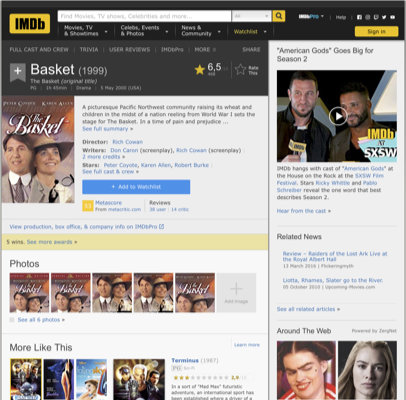 IMDb
Find Movies, TV shows, Celebrities and more...
All
IMDbPro
Help
Movies, TV
& Showtimes
Celebs, Events
& Photos
News &
Community
Watchlist
Sign in
FULL CAST AND CREW | TRIVIA | USER REVIEWS | IMDbPro | MORE
SHARE
Basket (1999)
The Basket (original title)
PG | 1h 45min | Drama | 5 May 2000 (USA)
6,5
Rate
This
A picturesque Pacific Northwest community raising its wheat and
children in the midst of a nation reeling from World War I sets the
stage for The Basket. In a time of pain and prejudice ...
See full summary »
Director: Rich Cowan
Writers: Don Caron (screenplay), Rich Cowan (screenplay) |
2 more credits »
Stars: Peter Coyote, Karen Allen, Robert Burke |
See full cast & crew »
+ Add to Watchlist
Metascore
From metacritic.com
Reviews
38 user | 14 critic
View production, box office, & company info on IMDbPro
5 wins. See more awards »
Photos
Add Image
See all 6 photos »
More Like This
Learn more
Terminus (1987)
Sci-Fi
In a sort of "Mad Max" futuristic
adventure, an international sport has
been established where a driver of a
"American Gods" Goes Big for
Season 2
IMDb
at
SXSW
IMDb hangs with cast of "American Gods" at
the House on the Rock at the SXSW Film
Festival. Stars Ricky Whittle and Pablo
Schreiber reveal the one word that best
describes Season 2.
Hear from the cast »
Related News
Review – Raiders of the Lost Ark Live at
the Royal Albert Hall
13 March 2016 | Flickeringmyth
Liotta, Rhames, Slater go to the River.
05 October 2010 | Upcoming-Movies.com
See all related articles »
Around The Web
Powered by ZergNet